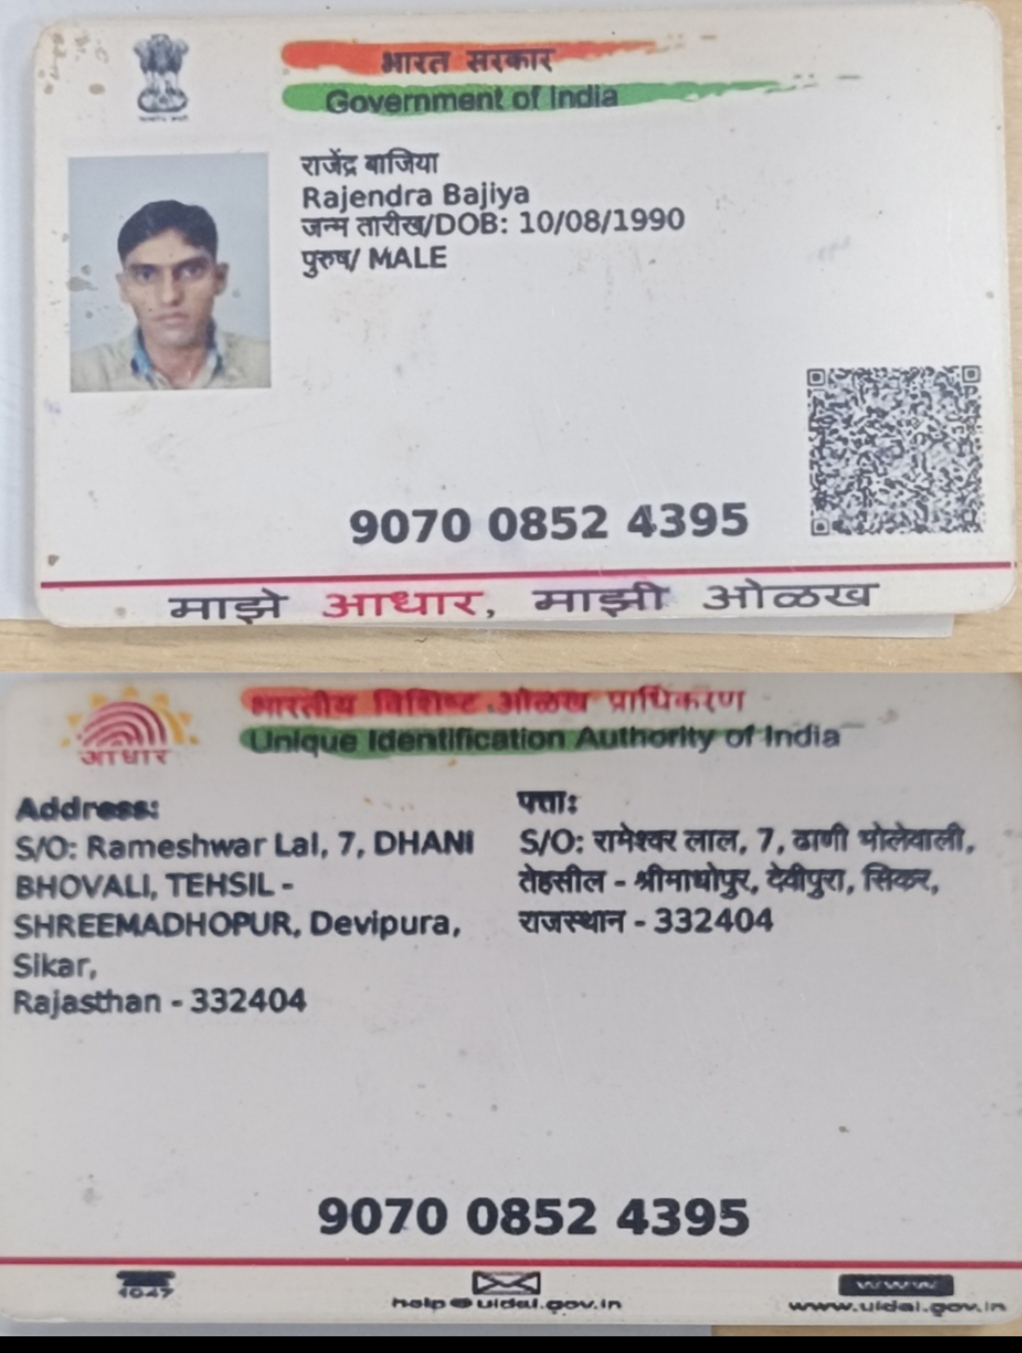 भारत सरकार
Government of India
राजेंद्र बाजिया
Rajendra Bajiya
जन्म तारीख/DOB: 10/08/1990
पुरुष/ MALE
9070 0852 4395
माझे आधार, माझी ओळख
आधार
भारतीय विशिष्ट ओळख प्राधिकरण
Unique Identification Authority of India
Address:
S/O: Rameshwar Lal, 7, DHANI
BHOVALI, TEHSIL -
SHREEMADHOPUR, Devipura,
Sikar,
Rajasthan - 332404
पत्ता:
S/O: रामेश्वर लाल, 7, ढाणी भोलेवाली,
तेहसील - श्रीमाधोपुर, देवीपुरा, सिकर,
राजस्थान - 332404
9070 0852 4395
1947
help@uidai.gov.in
www
www.uidai.gov.in